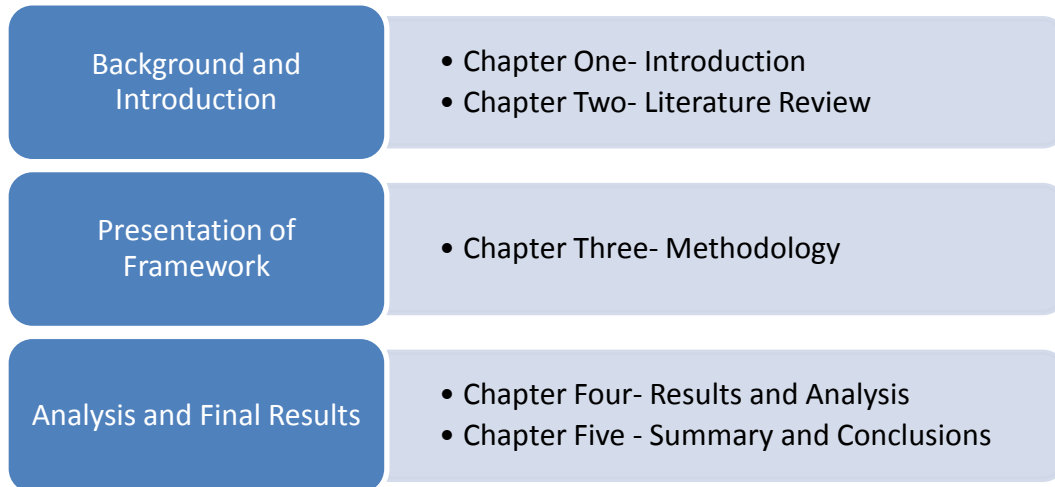 Background and
Introduction
• Chapter One- Introduction
• Chapter Two- Literature Review
Presentation of
Framework
• Chapter Three- Methodology
Analysis and Final Results
• Chapter Four- Results and Analysis
• Chapter Five - Summary and Conclusions